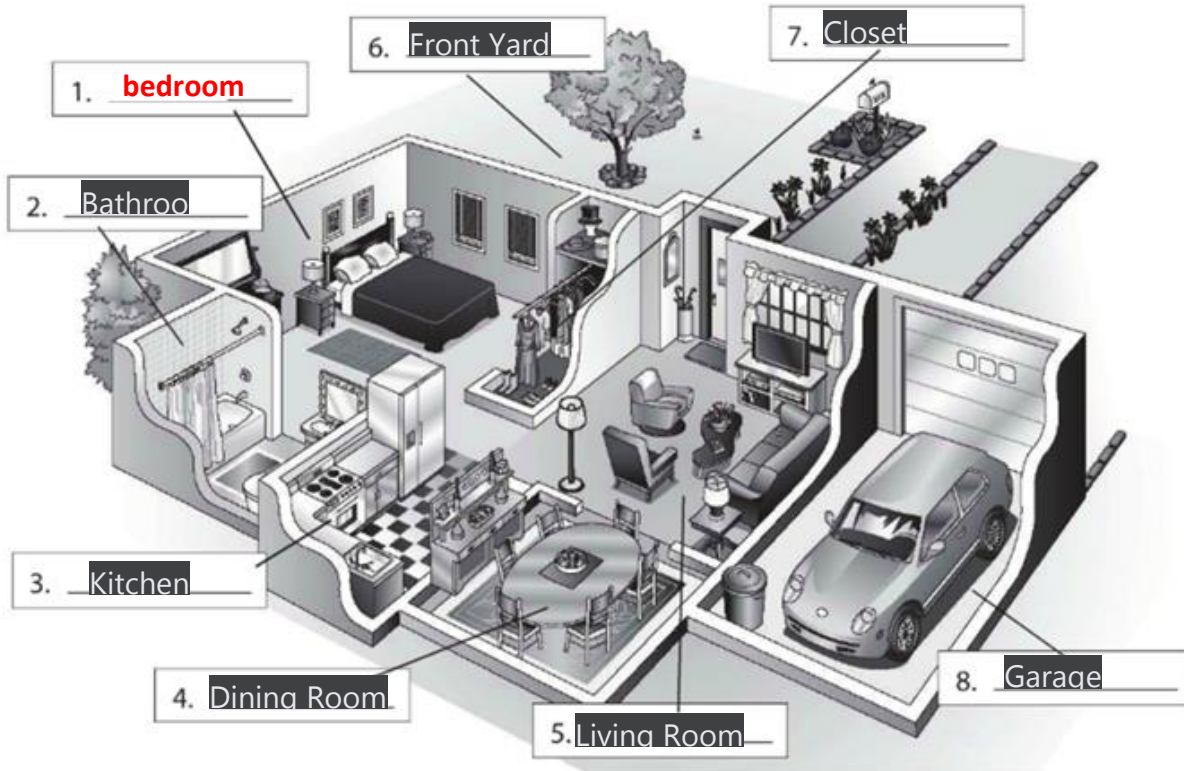 1. bedroom
2. Bathroo
3. Kitchen
4. Dining Room
5. Living Room
6. Front Yard
7. Closet
8. Garage